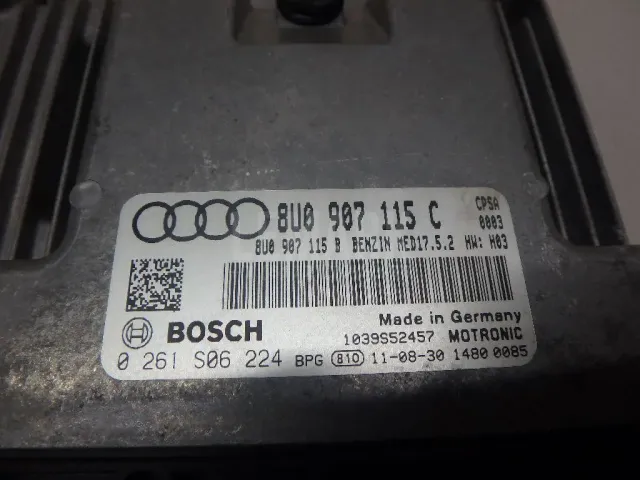 8U0 907 115 C CPSA
0003
8U0 907 115 B BENZIN MED17.5.2 HW: H03
Made in Germany
BOSCH 1039S52457 MOTRONIC
0 261 S06 224 BPG 810 11-08-30 1480 0085